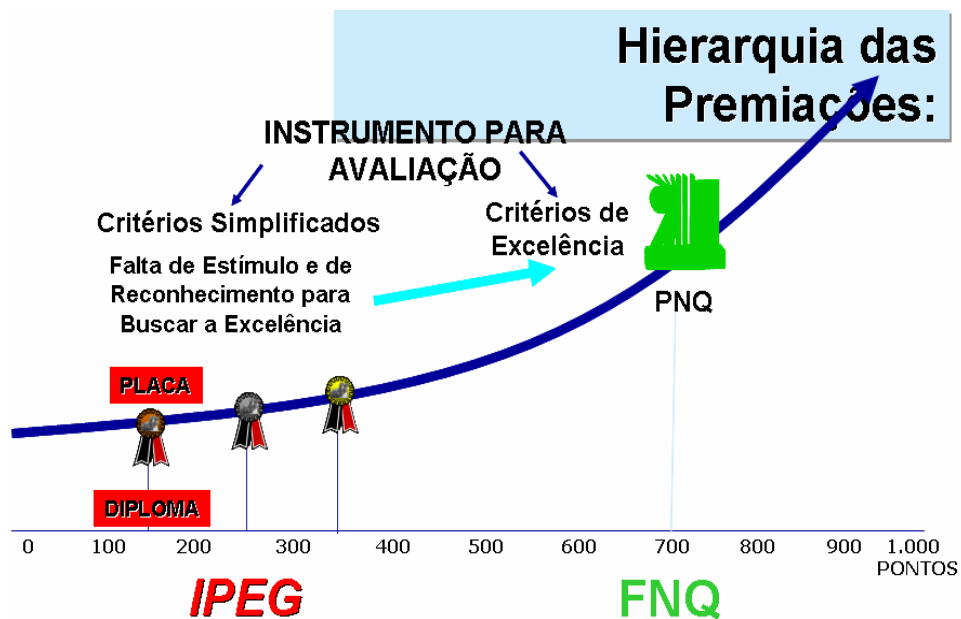 Hierarquia das
Premiações:
INSTRUMENTO PARA
AVALIAÇÃO
Critérios Simplificados
Falta de Estímulo e de
Reconhecimento para
Buscar a Excelência
Critérios de
Excelência
PNQ
PLACA
DIPLOMA
0 100 200 300 400 500 600 700 800 900 1.000
PONTOS
IPEG
FNQ